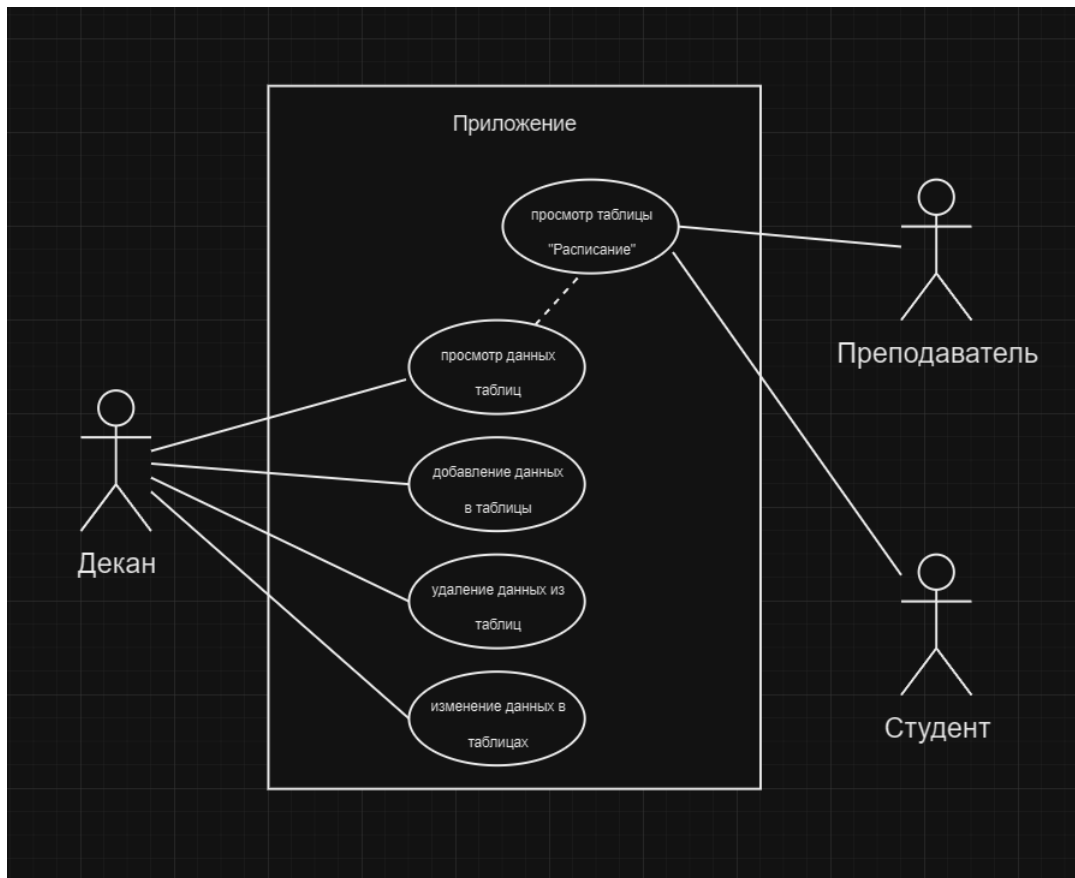 Приложение
просмотр таблицы
"Расписание"
Преподаватель
просмотр данных
таблиц
добавление данных
в таблицы
Декан
удаление данных из
таблиц
изменение данных в
таблицах
Студент